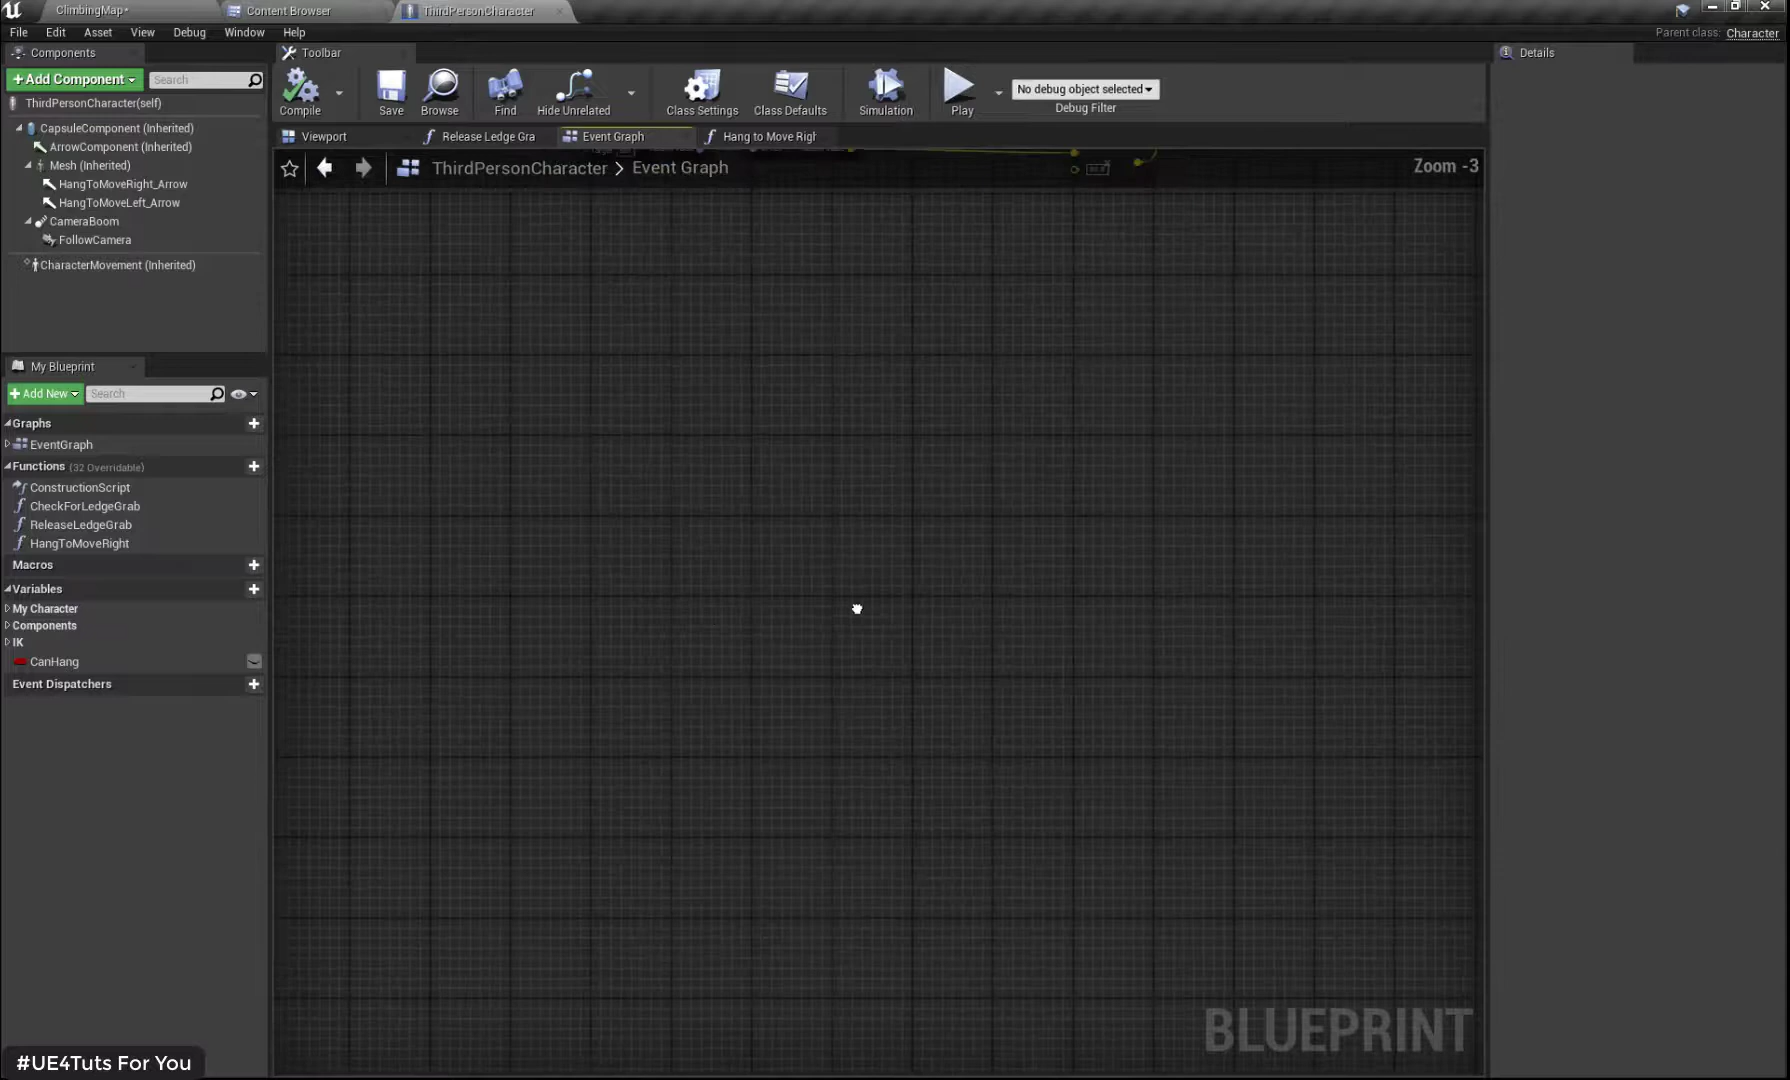 ClimbingMap•
Content Browser
ThirdPersonCharacter
File
Edit
Asset
View
Debug
Window
Help
Parent class: Character
Components
Toolbar
Details
+Add Component
Search
Compile
Save
Browse
Find
Hide Unrelated
Class Settings
Class Defaults
Simulation
Play
No debug object selected
Debug Filter
ThirdPersonCharacter(self)
CapsuleComponent (Inherited)
ArrowComponent (Inherited)
Mesh (Inherited)
HangToMoveRight_Arrow
HangToMoveLeft_Arrow
CameraBoom
FollowCamera
CharacterMovement (Inherited)
Viewport
Release Ledge Gra
Event Graph
Hang to Move Righ
ThirdPersonCharacter > Event Graph
Zoom -3
My Blueprint
+Add New
Search
Graphs
EventGraph
Functions (32 Overridable)
ConstructionScript
CheckForLedgeGrab
ReleaseLedgeGrab
HangToMoveRight
Macros
Variables
My Character
Components
IK
CanHang
Event Dispatchers
BLUEPRINT
#UE4Tuts For You